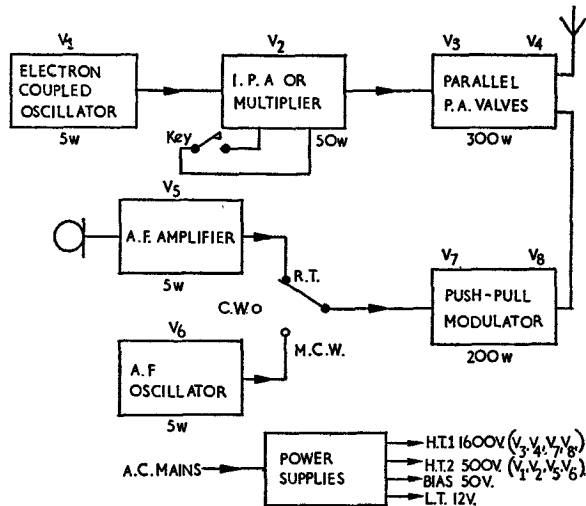 V1
ELECTRON
COUPLED
OSCILLATOR
5W
V2
I.P.A OR
MULTIPLIER
50W
Key
V3 V4
PARALLEL
P.A. VALVES
300W
V5
A.F. AMPLIFIER
5W
R.T.
C.W.
M.C.W.
V6
A.F
OSCILLATOR
5W
V7 V8
PUSH-PULL
MODULATOR
200W
A.C. MAINS
POWER
SUPPLIES
H.T.1 1600V. (V3, V4, V7, V8)
H.T.2 500V. (V1, V2, V5, V6)
BIAS 50V.
L.T. 12V.